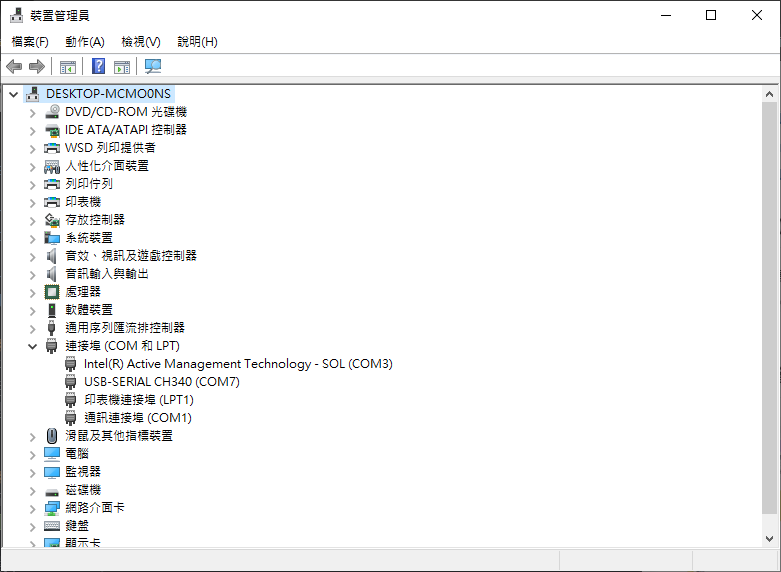 裝置管理員
檔案(F) 動作(A) 檢視(V) 說明(H)
DESKTOP-MCMO0NS
DVD/CD-ROM 光碟機
IDE ATA/ATAPI 控制器
WSD 列印提供者
人性化介面裝置
列印佇列
印表機
存放控制器
系統裝置
音效、視訊及遊戲控制器
音訊輸入與輸出
處理器
軟體裝置
通用序列匯流排控制器
連接埠 (COM 和 LPT)
Intel(R) Active Management Technology - SOL (COM3)
USB-SERIAL CH340 (COM7)
印表機連接埠 (LPT1)
通訊連接埠 (COM1)
滑鼠及其他指標裝置
電腦
監視器
磁碟機
網路介面卡
鍵盤
顯示卡